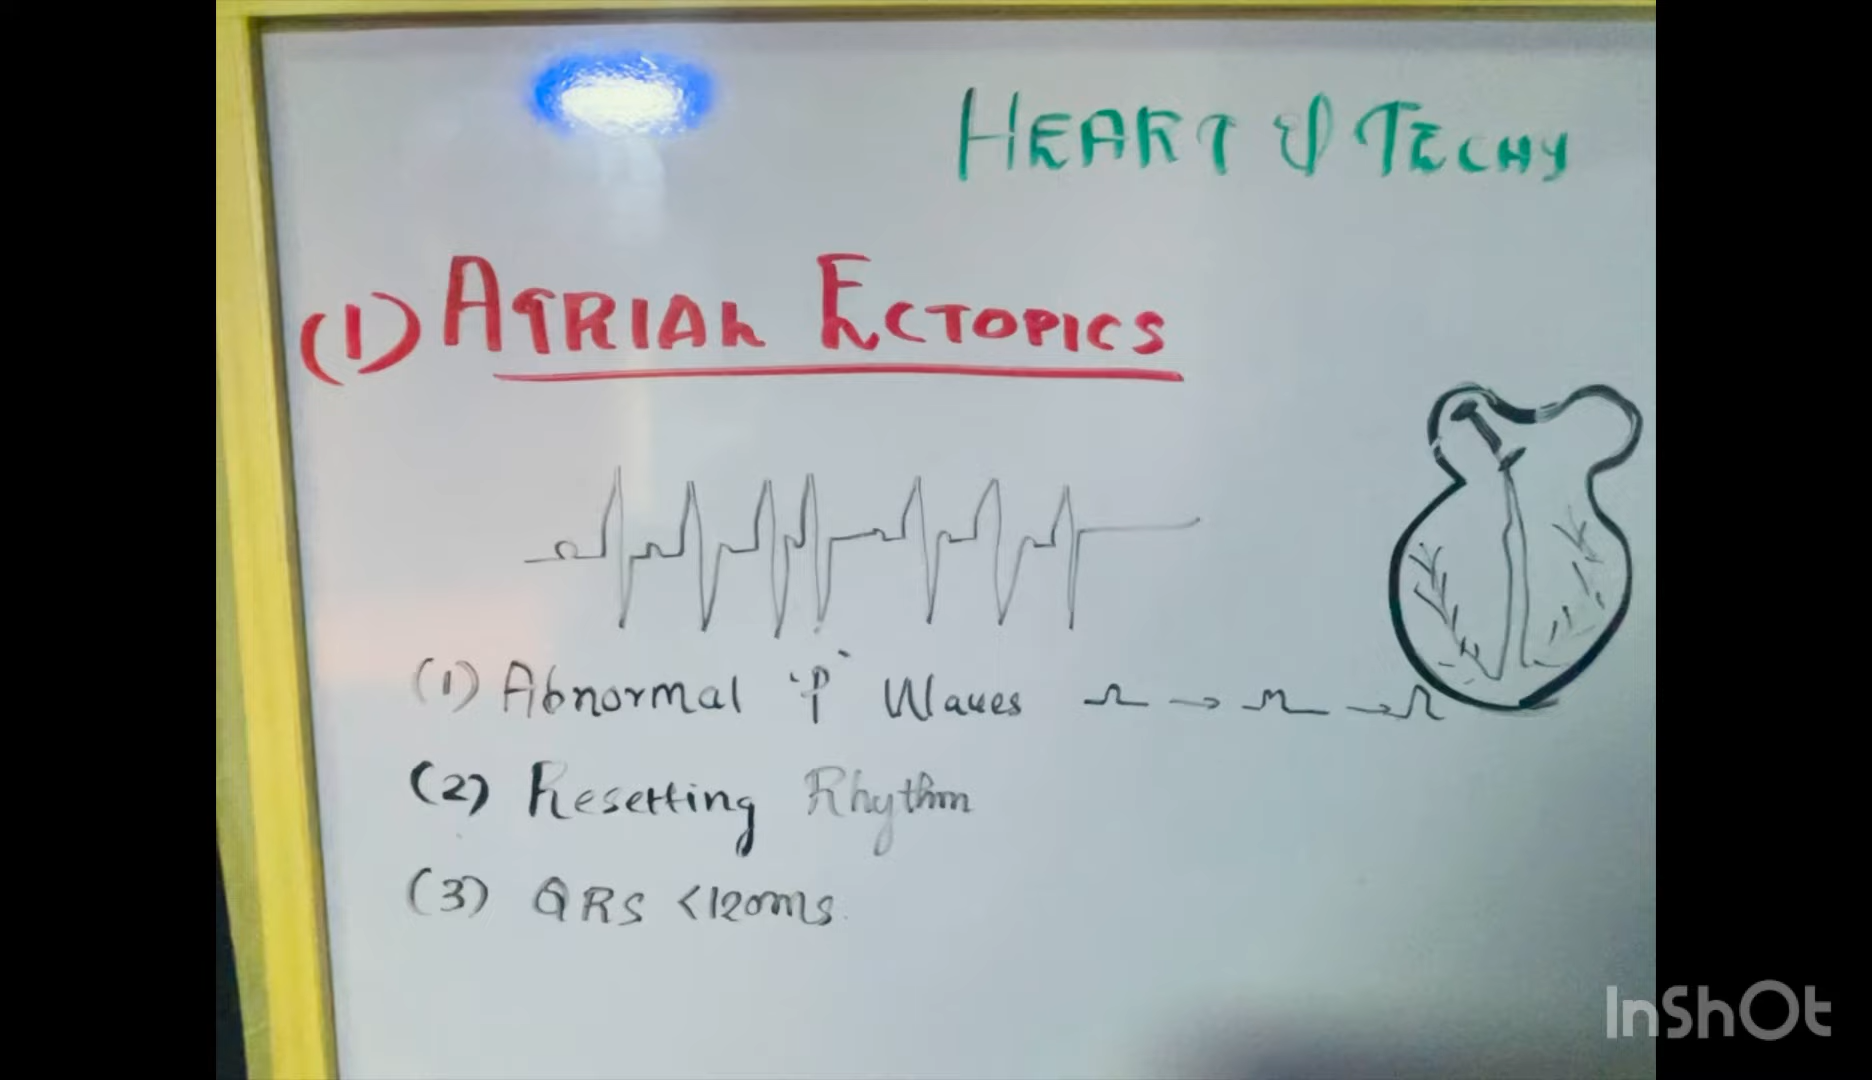 HEART & TECHY
(1) ATRIAL ECTOPICS
(1) Abnormal 'P' Waves
(2) Resetting Rhythm
(3) QRS <120ms.
InShOt